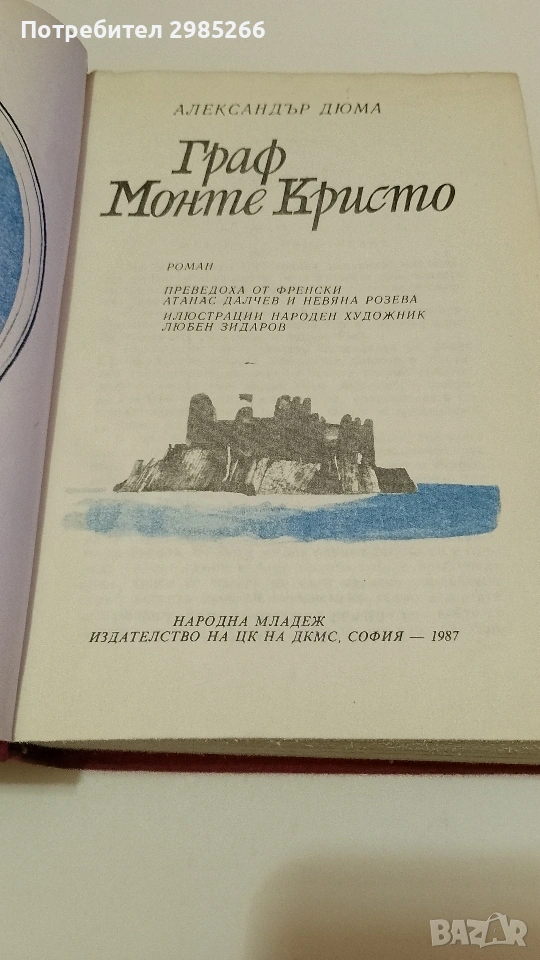 Потребител 2985266
АЛЕКСАНДЪР ДЮМА
Граф
Монте Кристо
РОМАН
ПРЕВЕДОХА ОТ ФРЕНСКИ
АТАНАС ДАЛЧЕВ И НЕВЯНА РОЗЕВА
ИЛЮСТРАЦИИ НАРОДЕН ХУДОЖНИК
ЛЮБЕН ЗИДАРОВ
НАРОДНА МЛАДЕЖ
ИЗДАТЕЛСТВО НА ЦК НА ДКМС, СОФИЯ — 1987
BAZAR